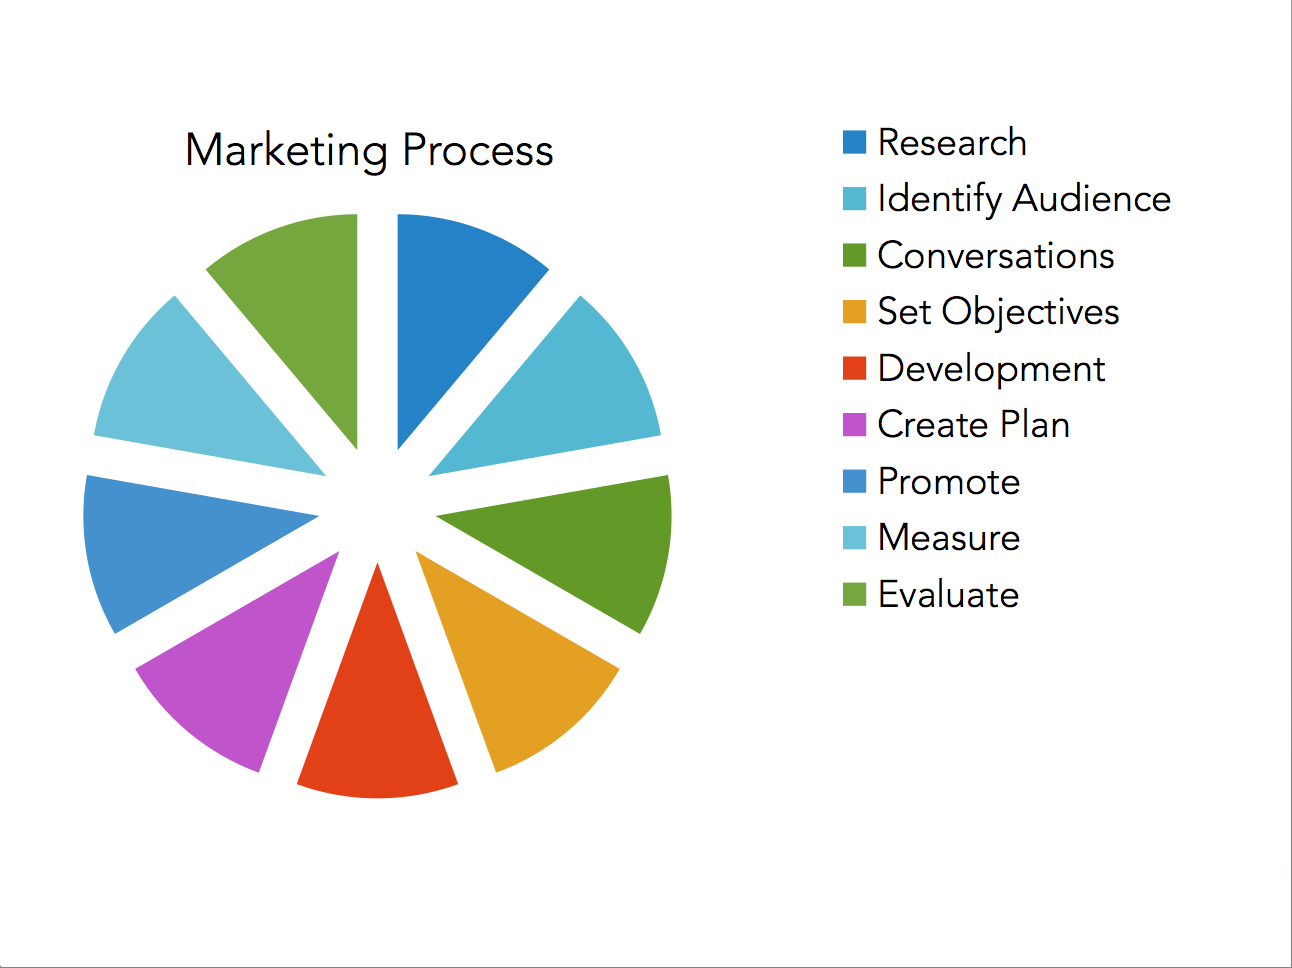 Marketing Process
Research
Identify Audience
Conversations
Set Objectives
Development
Create Plan
Promote
Measure
Evaluate